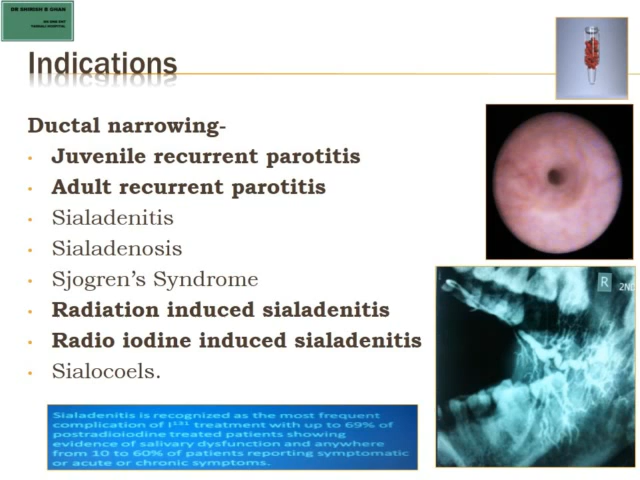 DR SHIRISH B GHAN
Indications
Ductal narrowing-
• Juvenile recurrent parotitis
• Adult recurrent parotitis
• Sialadenitis
• Sialadenosis
• Sjogren's Syndrome
• Radiation induced sialadenitis
• Radio iodine induced sialadenitis
• Sialocoels.
R
2ND
Sialadenitis is recognized as the most frequent
complication of I¹³¹ treatment with up to 69% of
postradioiodine treated patients showing
evidence of salivary dysfunction and anywhere
from 10 to 60% of patients reporting symptomatic
or acute or chronic symptoms.